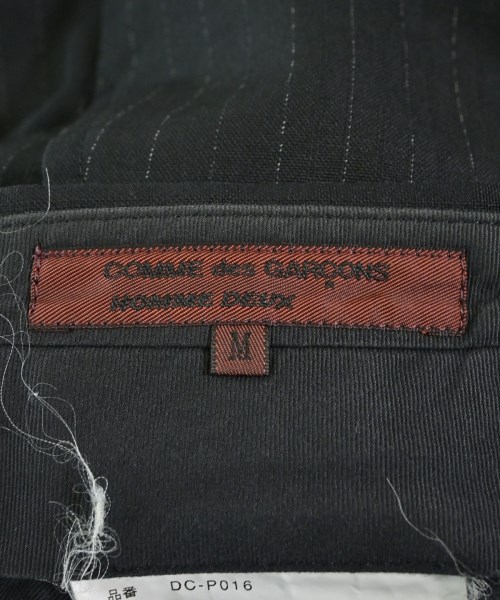 COMME des GARÇONS
HOMME DEUX
M
品番 DC-P016